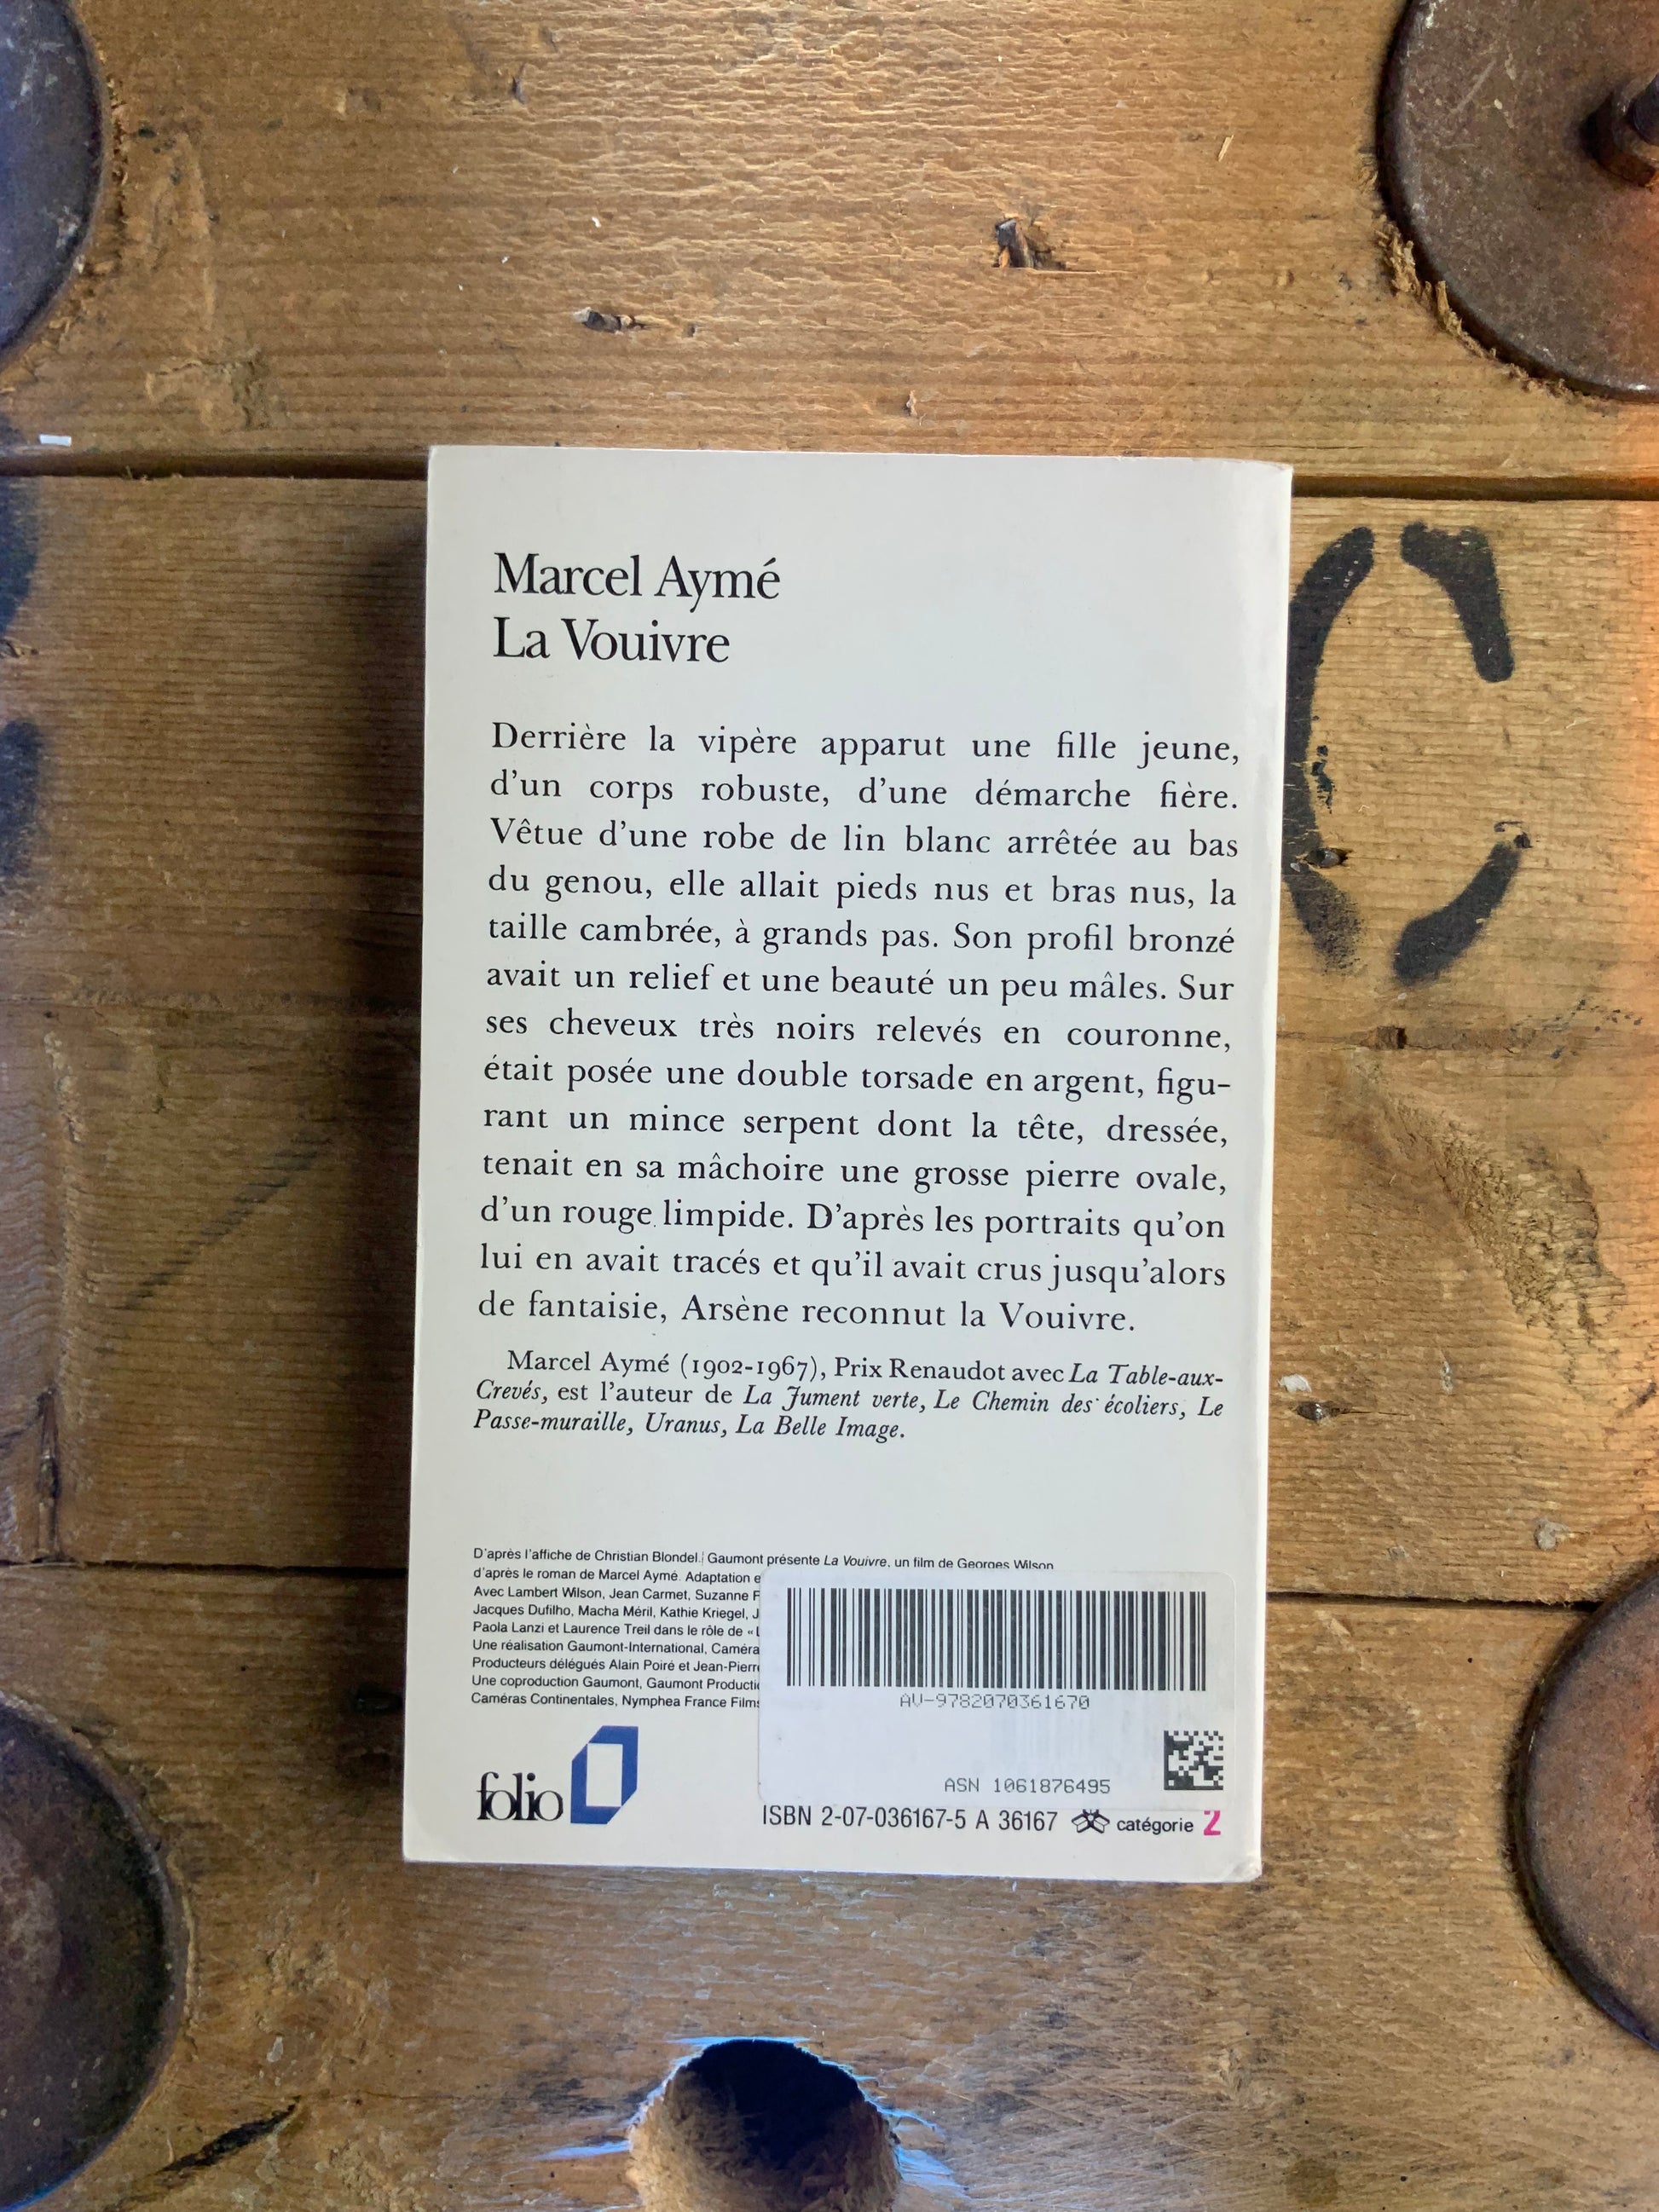 Marcel Aymé
La Vouivre
Derrière la vipère apparut une fille jeune,
d'un corps robuste, d'une démarche fière.
Vêtue d'une robe de lin blanc arrêtée au bas
du genou, elle allait pieds nus et bras nus, la
taille cambrée, à grands pas. Son profil bronzé
avait un relief et une beauté un peu mâles. Sur
ses cheveux très noirs relevés en couronne,
était posée une double torsade en argent, figu-
rant un mince serpent dont la tête, dressée,
tenait en sa mâchoire une grosse pierre ovale,
d'un rouge limpide. D'après les portraits qu'on
lui en avait tracés et qu'il avait crus jusqu'alors
de fantaisie, Arsène reconnut la Vouivre.
Marcel Aymé (1902-1967), Prix Renaudot avec La Table-aux-
Crevés, est l'auteur de La Jument verte, Le Chemin des écoliers, Le
Passe-muraille, Uranus, La Belle Image.
D'après l'affiche de Christian Blondel. Gaumont présente La Vouivre, un film de Georges Wilson
d'après le roman de Marcel Aymé. Adaptation
Avec Lambert Wilson, Jean Carmet, Suzanne
Jacques Dufilho, Macha Méril, Kathie Kriegel,
Paola Lanzi et Laurence Treil dans le rôle de «
Une réalisation Gaumont-International,
Producteurs délégués Alain Poiré et
Une coproduction Gaumont, Gaumont
Caméras Continentales, Nymphea France
AV-9782070361670
ASN 1061876495
folio
ISBN 2-07-036167-5 A 36167 catégorie 2